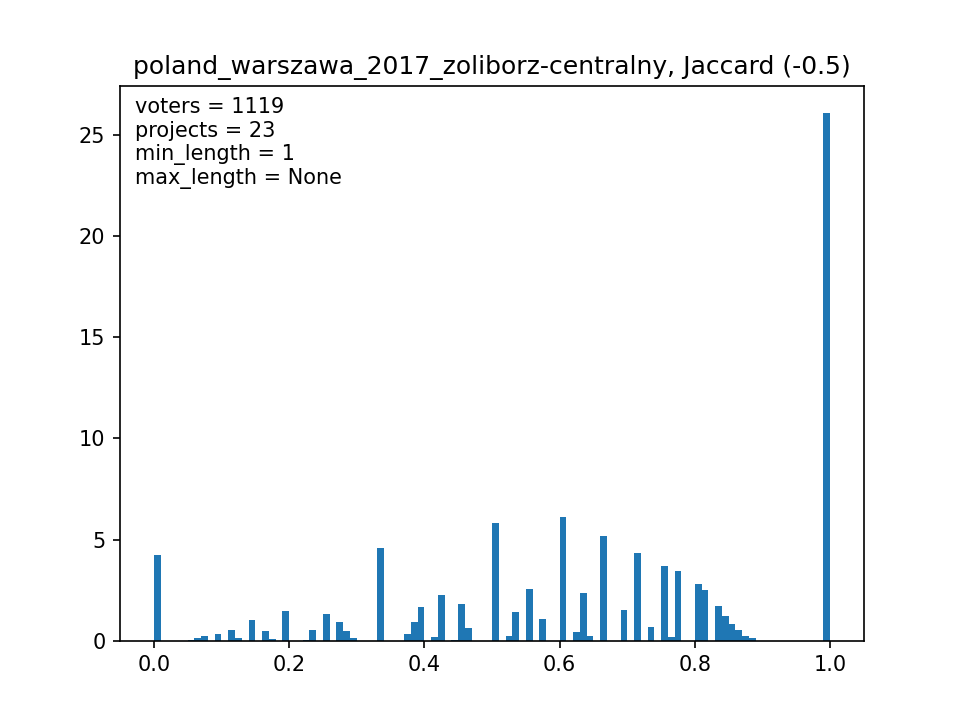 poland_warszawa_2017_zoliborz-centralny, Jaccard (-0.5)
voters = 1119
projects = 23
min_length = 1
max_length = None
25
20
15
10
5
0
0.0 0.2 0.4 0.6 0.8 1.0